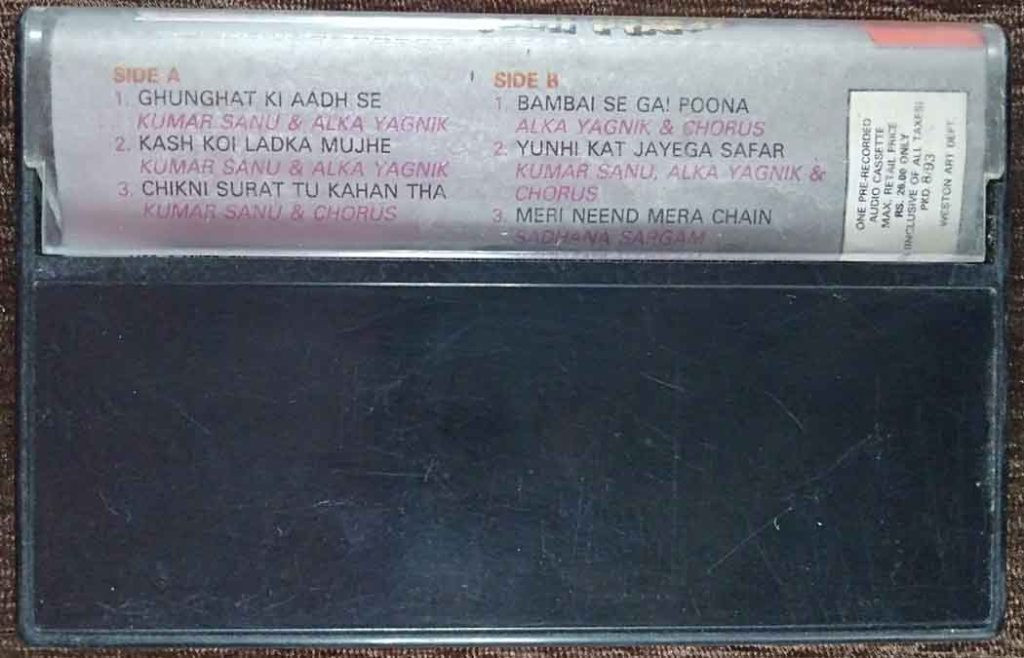 SIDE A
1. GHUNGHAT KI AADH SE
KUMAR SANU & ALKA YAGNIK
2. KASH KOI LADKA MUJHE
KUMAR SANU & ALKA YAGNIK
3. CHIKNI SURAT TU KAHAN THA
KUMAR SANU & CHORUS
SIDE B
1. BAMBAI SE GAI POONA
ALKA YAGNIK & CHORUS
2. YUNHI KAT JAYEGA SAFAR
KUMAR SANU, ALKA YAGNIK &
CHORUS
3. MERI NEEND MERA CHAIN
SADHANA SARGAM
ONE PRE-RECORDED
AUDIO CASSETTE
MAX. RETAIL PRICE
RS. 26.00 ONLY
(INCLUSIVE OF ALL TAXES)
PKD 8/93
WESTON ART DEPT.